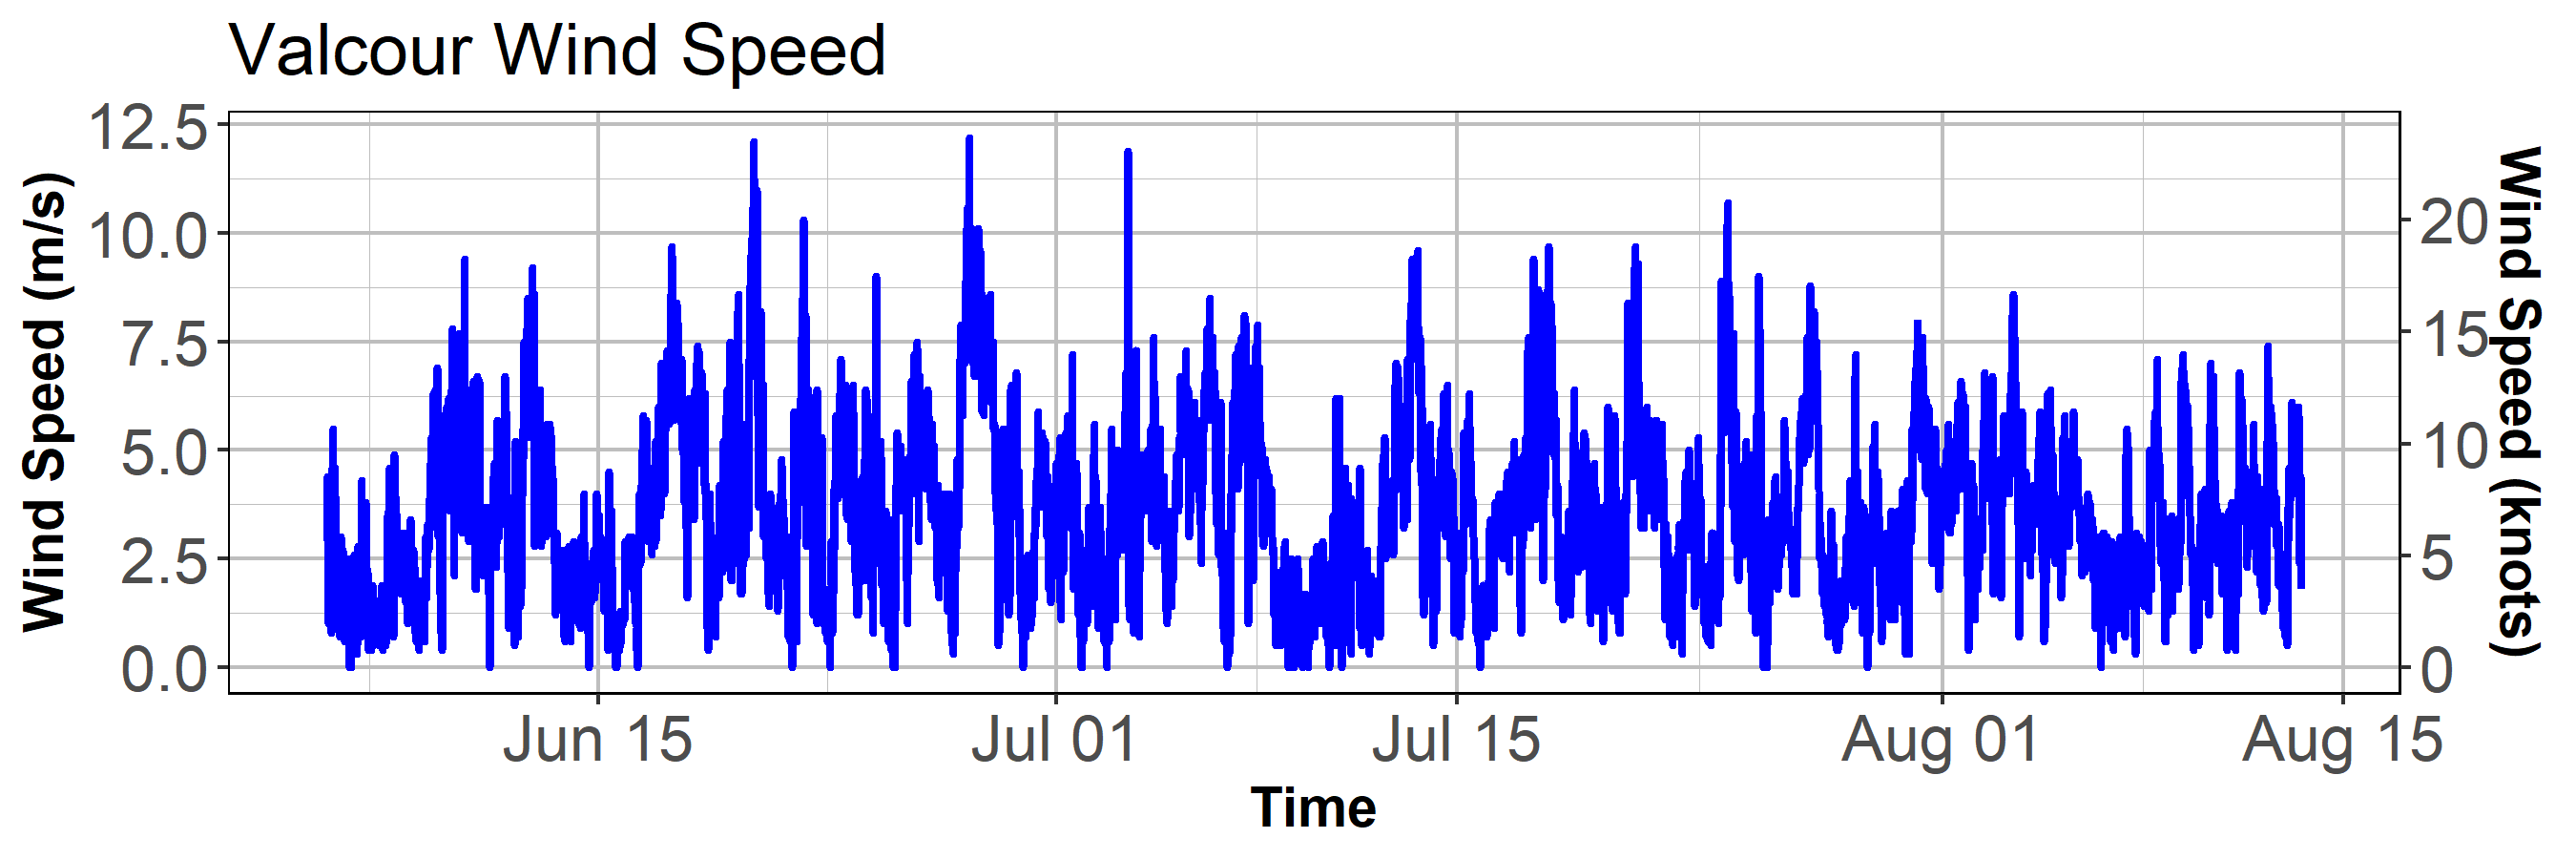 Valcour Wind Speed
Wind Speed (m/s)
12.5
10.0
7.5
5.0
2.5
0.0
20
15
10
5
0
Wind Speed (knots)
Jun 15
Jul 01
Jul 15
Aug 01
Aug 15
Time